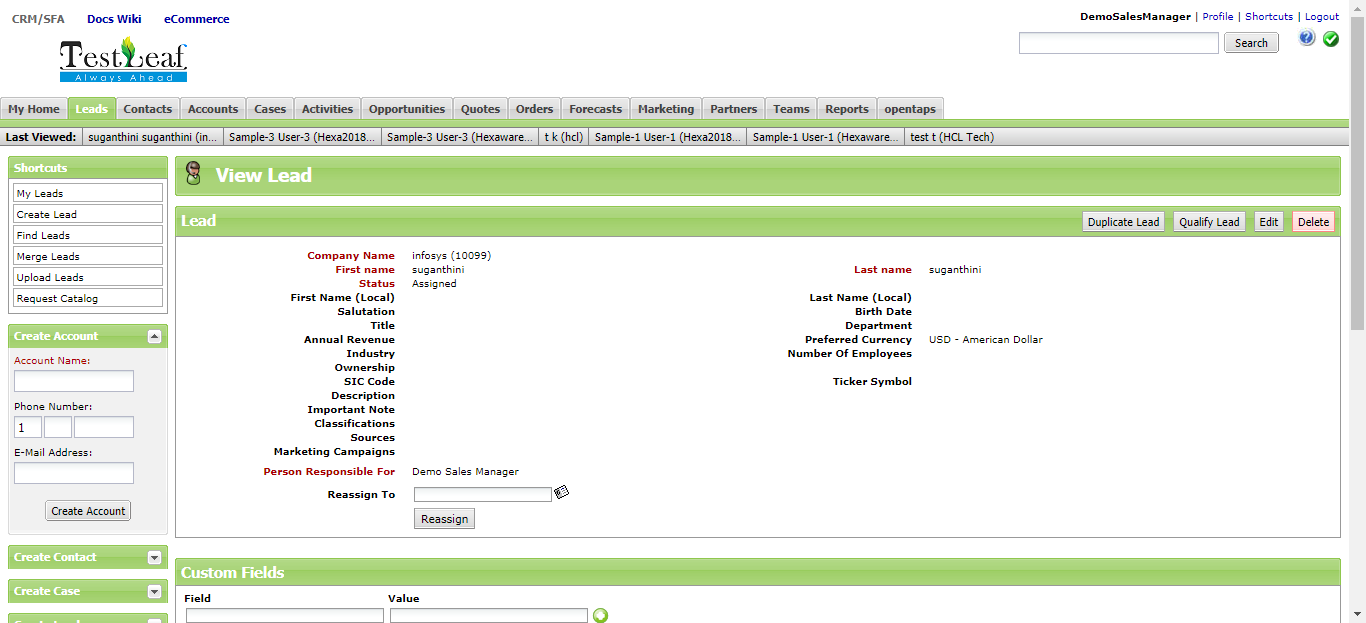 CRM/SFA Docs Wiki eCommerce
DemoSalesManager | Profile | Shortcuts | Logout
TestLeaf
Always Ahead
Search
My Home Leads Contacts Accounts Cases Activities Opportunities Quotes Orders Forecasts Marketing Partners Teams Reports opentaps
Last Viewed: suganthini suganthini (in... Sample-3 User-3 (Hexa2018... Sample-3 User-3 (Hexaware... t k (hcl) Sample-1 User-1 (Hexa2018... Sample-1 User-1 (Hexaware... test t (HCL Tech)
Shortcuts
My Leads
Create Lead
Find Leads
Merge Leads
Upload Leads
Request Catalog
Create Account
Account Name:
Phone Number:
1
E-Mail Address:
Create Account
Create Contact
Create Case
View Lead
Lead
Duplicate Lead Qualify Lead Edit Delete
Company Name infosys (10099)
First name suganthini Last name suganthini
Status Assigned
First Name (Local) Last Name (Local)
Salutation Birth Date
Title Department
Annual Revenue Preferred Currency USD - American Dollar
Industry Number Of Employees
Ownership
SIC Code Ticker Symbol
Description
Important Note
Classifications
Sources
Marketing Campaigns
Person Responsible For Demo Sales Manager
Reassign To
Reassign
Custom Fields
Field Value